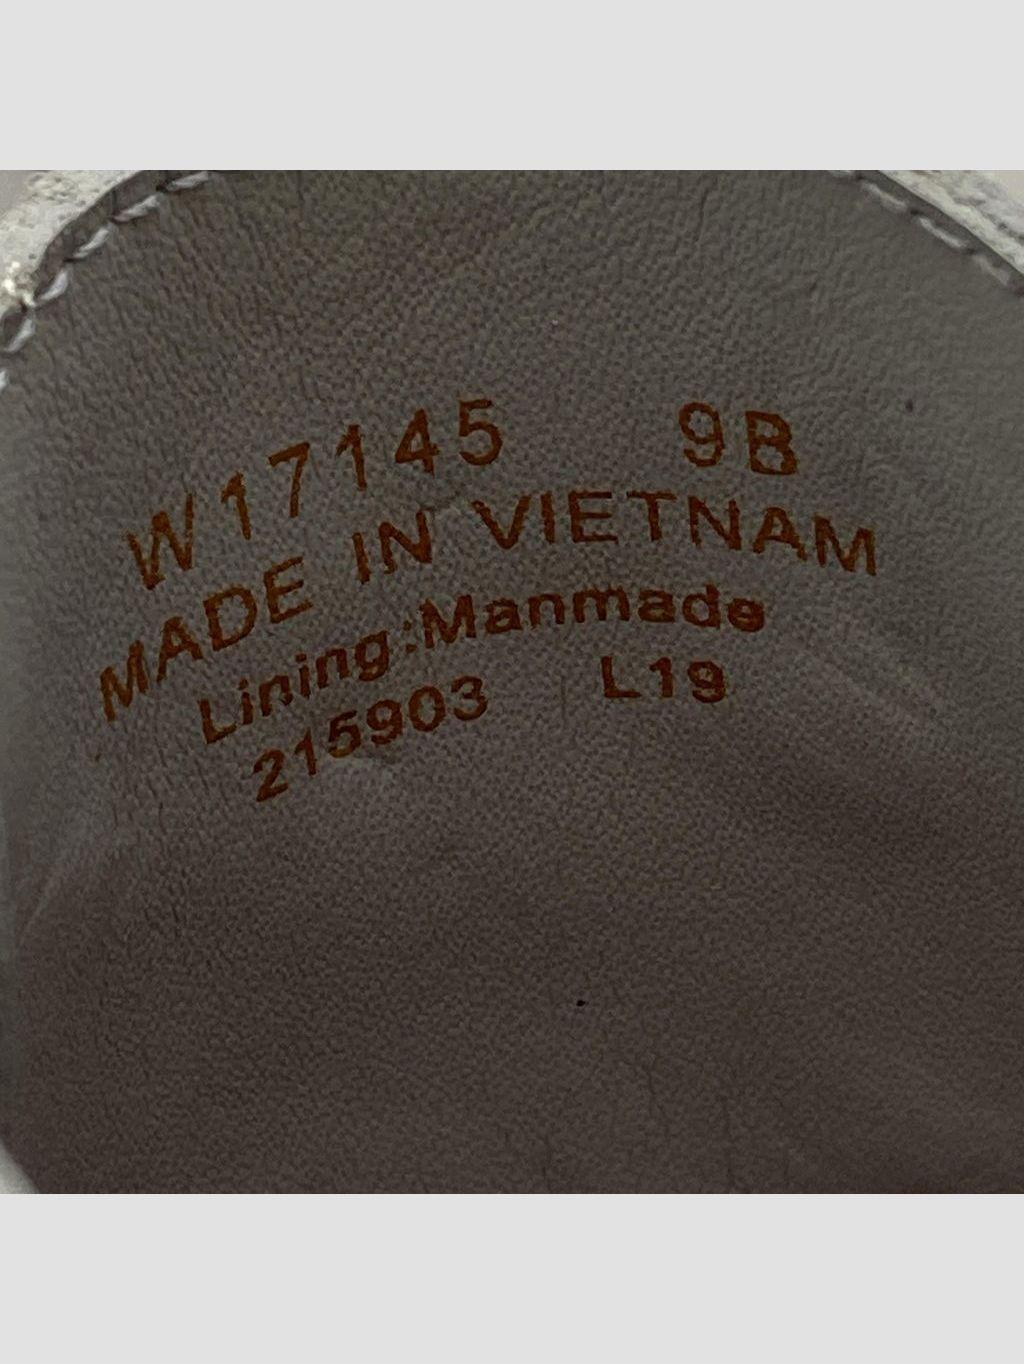 W17145 9B
MADE IN VIETNAM
Lining:Manmade
215903 L19